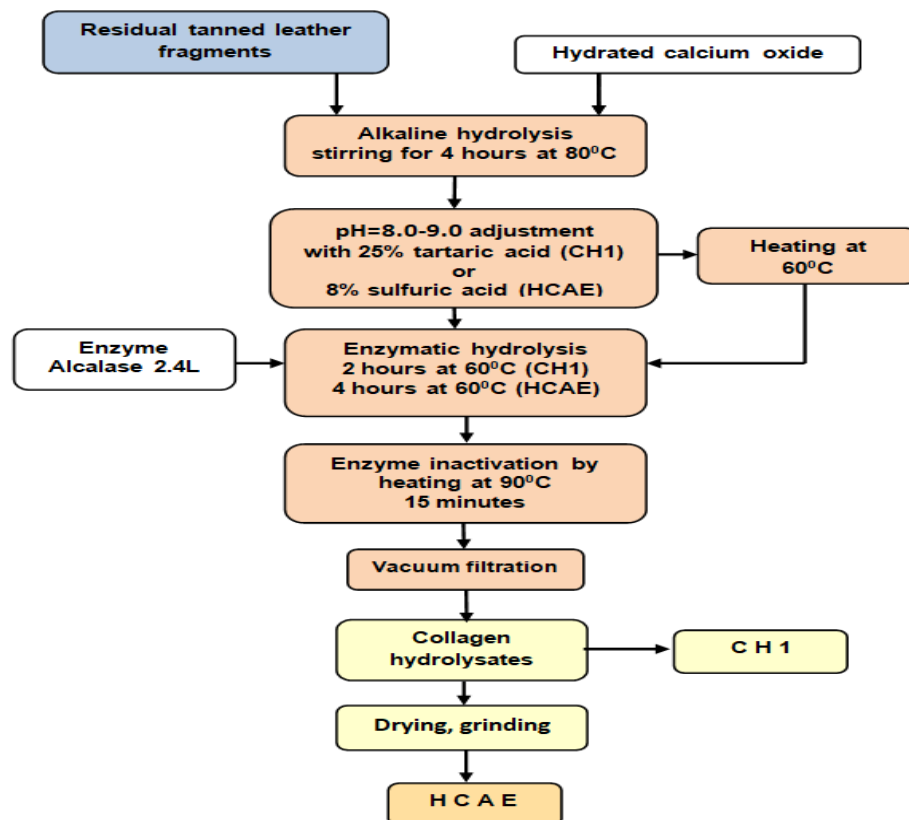 Residual tanned leather
fragments
Hydrated calcium oxide
Alkaline hydrolysis
stirring for 4 hours at 80⁰C
pH=8.0-9.0 adjustment
with 25% tartaric acid (CH1)
or
8% sulfuric acid (HCAE)
Heating at
60⁰C
Enzyme
Alcalase 2.4L
Enzymatic hydrolysis
2 hours at 60⁰C (CH1)
4 hours at 60⁰C (HCAE)
Enzyme inactivation by
heating at 90⁰C
15 minutes
Vacuum filtration
Collagen
hydrolysates
C H 1
Drying, grinding
H C A E